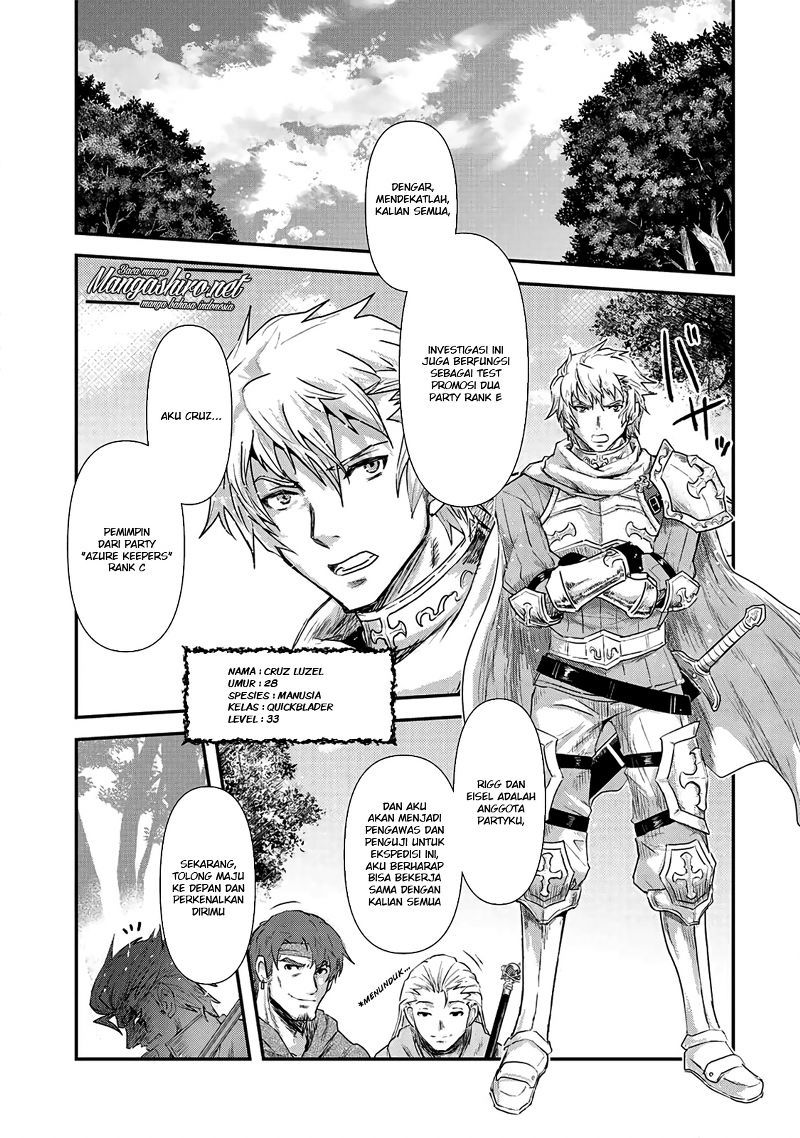 DENGAR,
MENDEKATLAH,
KALIAN SEMUA,
INVESTIGASI INI
JUGA BERFUNGSI
SEBAGAI TEST
PROMOSI DUA
PARTY RANK E
Baca manga
Mangashiro.net
manga bahasa indonesia
AKU CRUZ...
PEMIMPIN
DARI PARTY
"AZURE KEEPERS"
RANK C
NAMA : CRUZ LUZEL
UMUR : 28
SPESIES : MANUSIA
KELAS : QUICKBLADER
LEVEL : 33
RIGG DAN
EISEL ADALAH
ANGGOTA
PARTYKU,
DAN AKU
AKAN MENJADI
PENGAWAS DAN
PENGUJI UNTUK
EKSPEDISI INI,
AKU BERHARAP
BISA BEKERJA
SAMA DENGAN
KALIAN SEMUA
*MENUNDUK...
SEKARANG,
TOLONG MAJU
KE DEPAN DAN
PERKENALKAN
DIRIMU